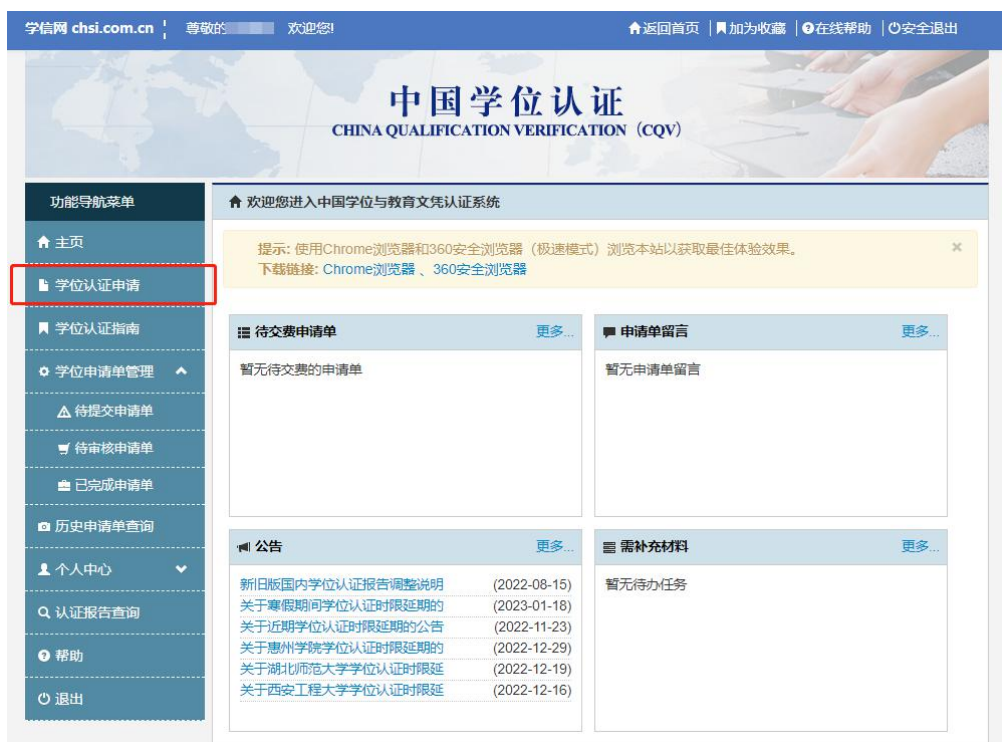 学信网 chsi.com.cn 尊敬的 欢迎您! 返回首页 | 加为收藏 | 在线帮助 | 安全退出
中国学位认证
CHINA QUALIFICATION VERIFICATION（CQV）
功能导航菜单
主页
学位认证申请
学位认证指南
学位申请单管理
待提交申请单
待审核申请单
已完成申请单
历史申请单查询
个人中心
认证报告查询
帮助
退出
欢迎您进入中国学位与教育文凭认证系统
提示: 使用Chrome浏览器和360安全浏览器（极速模式）浏览本站以获取最佳体验效果。 ×
下载链接: Chrome浏览器 、360安全浏览器
待交费申请单 更多...
暂无待交费的申请单
申请单留言 更多...
暂无申请单留言
公告 更多...
新旧版国内学位认证报告调整说明 (2022-08-15)
关于寒假期间学位认证时限延期的 (2023-01-18)
关于近期学位认证时限延期的公告 (2022-11-23)
关于惠州学院学位认证时限延期的 (2022-12-29)
关于湖北师范大学学位认证时限延 (2022-12-19)
关于西安工程大学学位认证时限延 (2022-12-16)
需补充材料 更多...
暂无待办任务